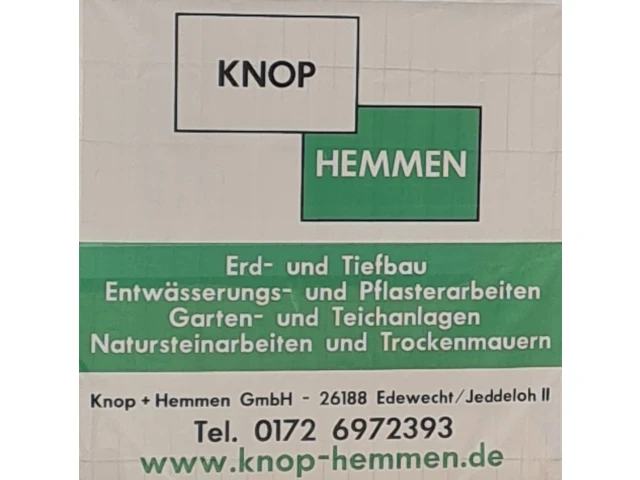 KNOP
HEMMEN
Erd- und Tiefbau
Entwässerungs- und Pflasterarbeiten
Garten- und Teichanlagen
Natursteinarbeiten und Trockenmauern
Knop + Hemmen GmbH - 26188 Edewecht/Jeddeloh II
Tel. 0172 6972393
www.knop-hemmen.de